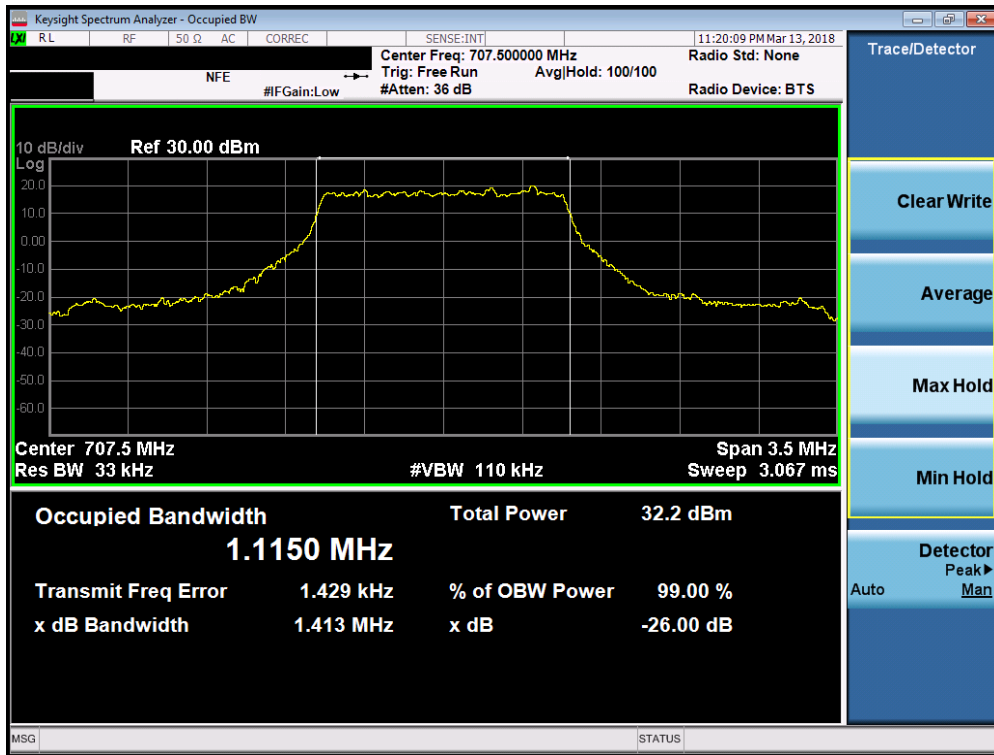 Keysight Spectrum Analyzer - Occupied BW
LXI RL RF 50 Ω AC CORREC SENSE:INT 11:20:09 PM Mar 13, 2018
Center Freq: 707.500000 MHz Radio Std: None
NFE Trig: Free Run Avg|Hold: 100/100
#IFGain:Low #Atten: 36 dB Radio Device: BTS
10 dB/div Ref 30.00 dBm
Log
20.0
10.0
0.00
-10.0
-20.0
-30.0
-40.0
-50.0
-60.0
Center 707.5 MHz Span 3.5 MHz
Res BW 33 kHz #VBW 110 kHz Sweep 3.067 ms
Occupied Bandwidth Total Power 32.2 dBm
1.1150 MHz
Transmit Freq Error 1.429 kHz % of OBW Power 99.00 %
x dB Bandwidth 1.413 MHz x dB -26.00 dB
MSG STATUS
Trace/Detector
Clear Write
Average
Max Hold
Min Hold
Detector
Peak▶
Auto Man